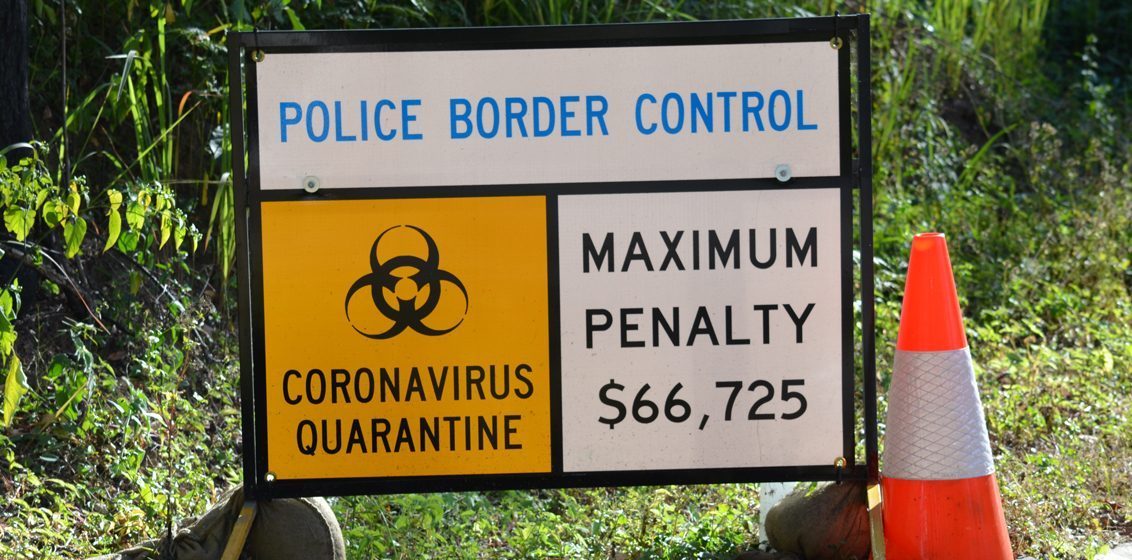 POLICE BORDER CONTROL
CORONAVIRUS
QUARANTINE
MAXIMUM
PENALTY
$66,725